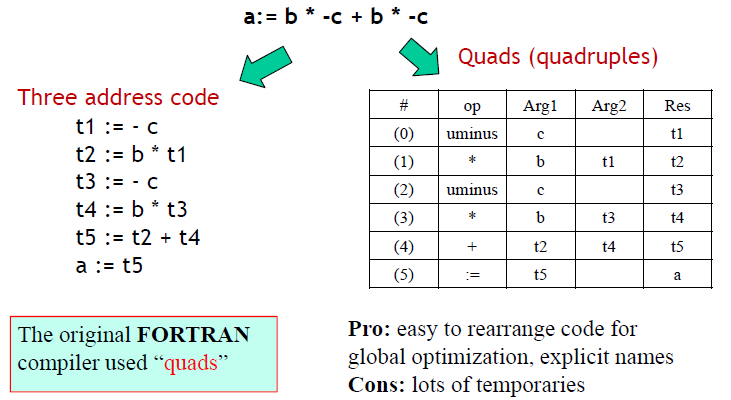 a:= b * -c + b * -c
Quads (quadruples)
Three address code
t1 := - c
t2 := b * t1
t3 := - c
t4 := b * t3
t5 := t2 + t4
a := t5
# op Arg1 Arg2 Res
(0) uminus c t1
(1) * b t1 t2
(2) uminus c t3
(3) * b t3 t4
(4) + t2 t4 t5
(5) := t5 a
The original FORTRAN
compiler used “quads”
Pro: easy to rearrange code for
global optimization, explicit names
Cons: lots of temporaries